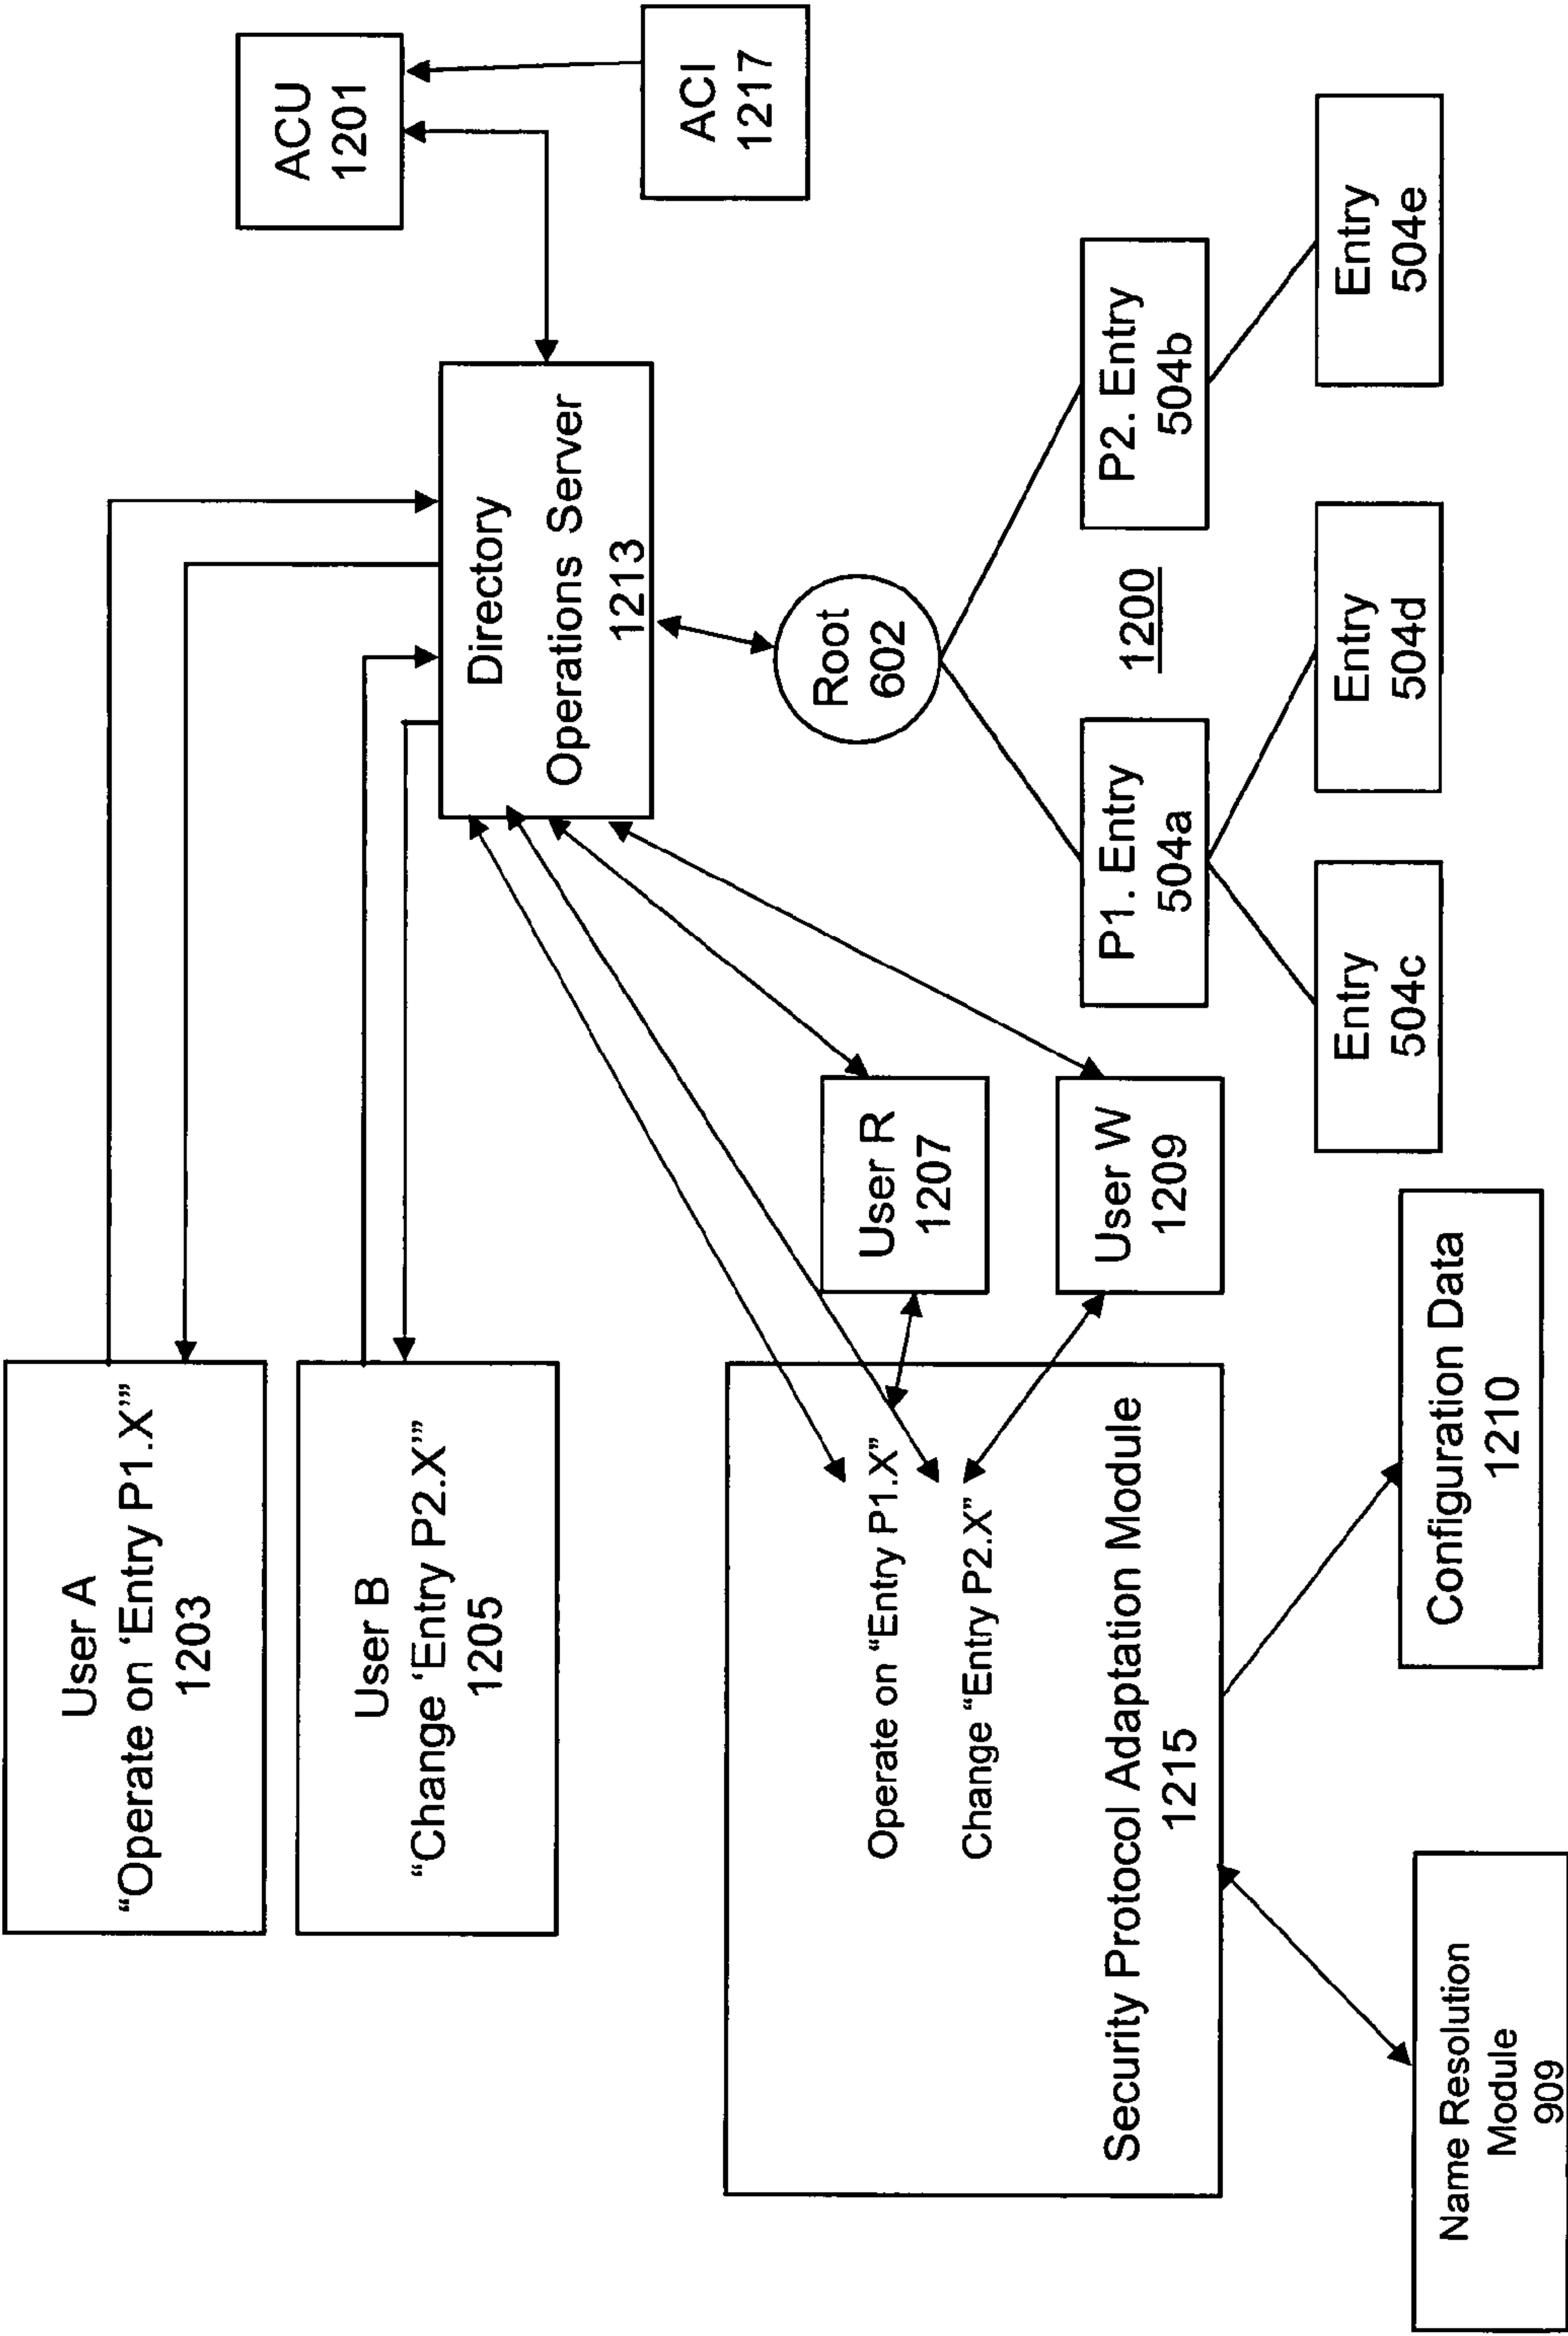 User A
“Operate on ‘Entry P1.X’”
1203
User B
“Change ‘Entry P2.X’”
1205
Operate on “Entry P1.X”
Change “Entry P2.X”
Security Protocol Adaptation Module
1215
Name Resolution
Module
909
Configuration Data
1210
User R
1207
User W
1209
Directory
Operations Server
1213
ACU
1201
ACI
1217
Root
602
P1. Entry
504a
1200
P2. Entry
504b
Entry
504c
Entry
504d
Entry
504e